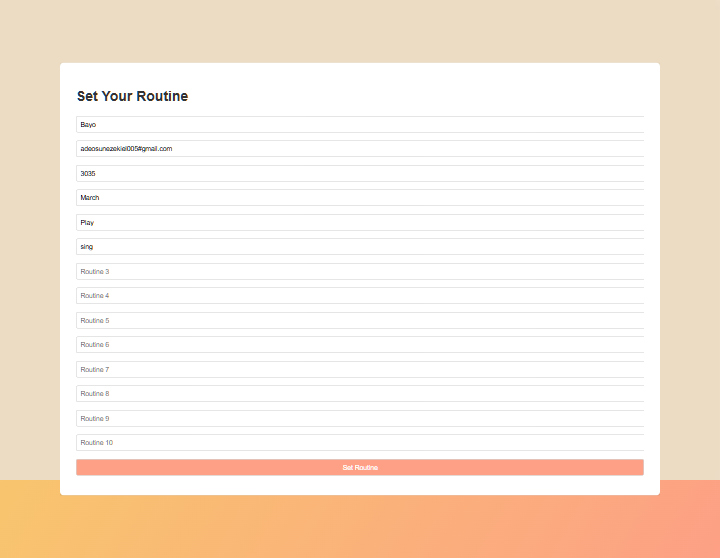 Set Your Routine
Bayo
adeosunezekiel005#gmail.com
3035
March
Play
sing
Routine 3
Routine 4
Routine 5
Routine 6
Routine 7
Routine 8
Routine 9
Routine 10
Set Routine